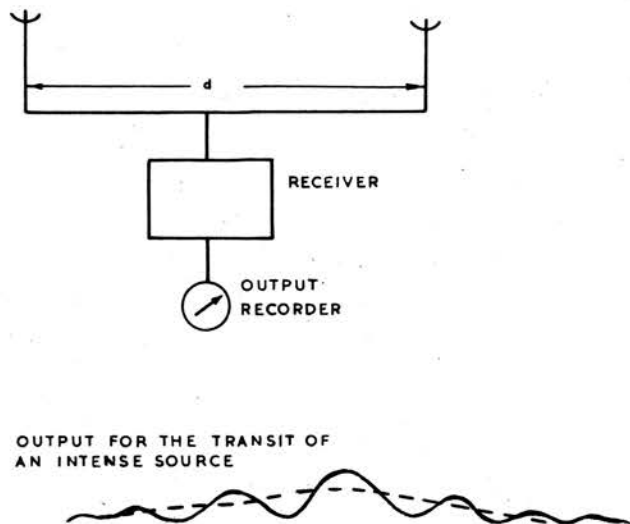 d
RECEIVER
OUTPUT
RECORDER
OUTPUT FOR THE TRANSIT OF
AN INTENSE SOURCE